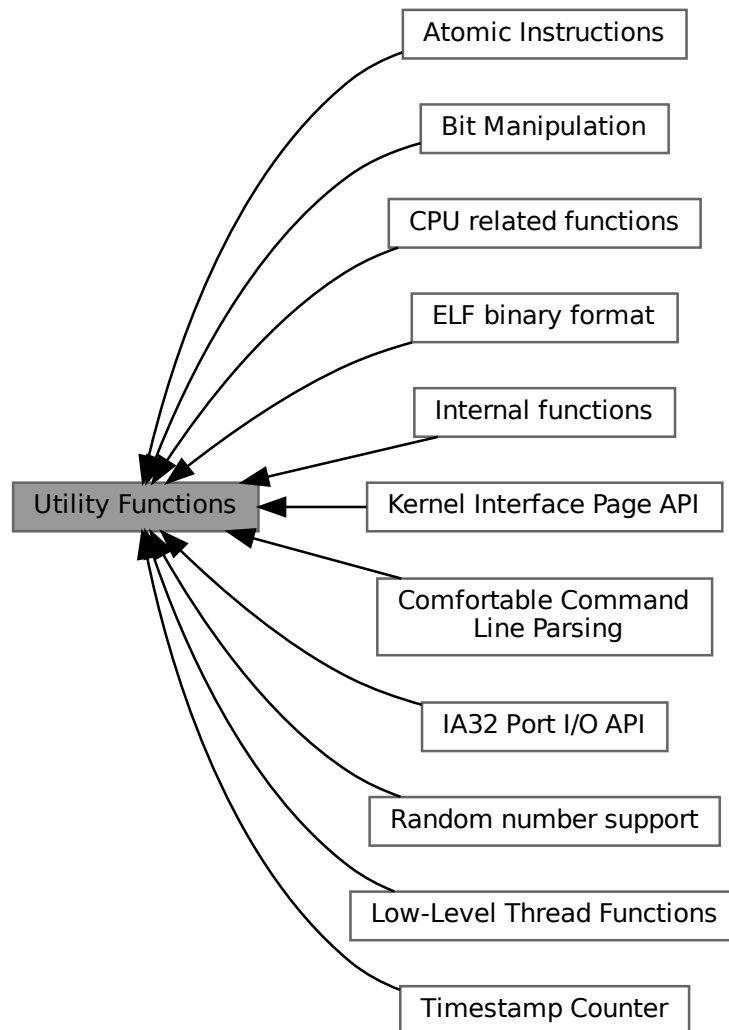 Atomic Instructions
Bit Manipulation
CPU related functions
ELF binary format
Internal functions
Utility Functions
Kernel Interface Page API
Comfortable Command
Line Parsing
IA32 Port I/O API
Random number support
Low-Level Thread Functions
Timestamp Counter